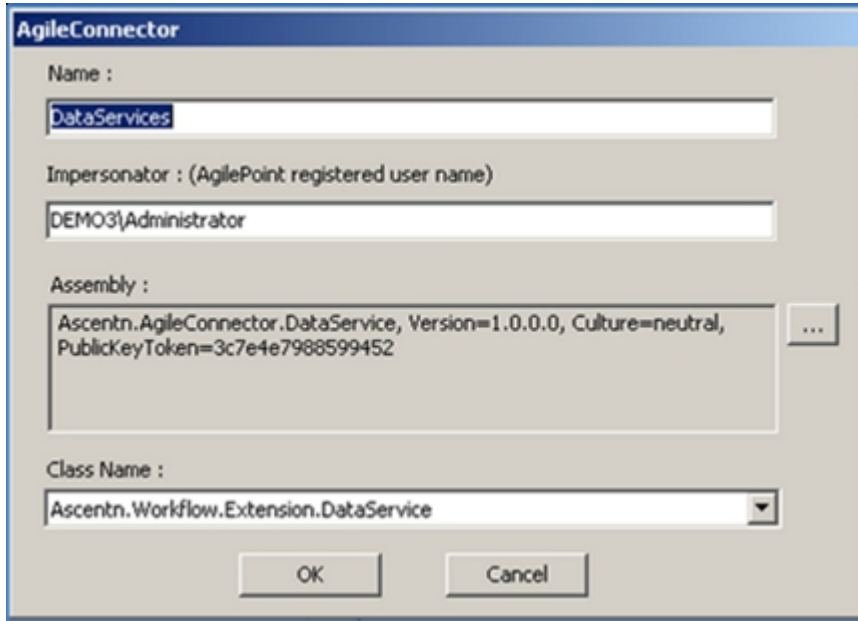 AgileConnector
Name :
DataServices
Impersonator : (AgilePoint registered user name)
DEMO3\Administrator
Assembly :
Ascentn.AgileConnector.DataService, Version=1.0.0.0, Culture=neutral,
PublicKeyToken=3c7e4e7988599452
...
Class Name :
Ascentn.Workflow.Extension.DataService
OK
Cancel